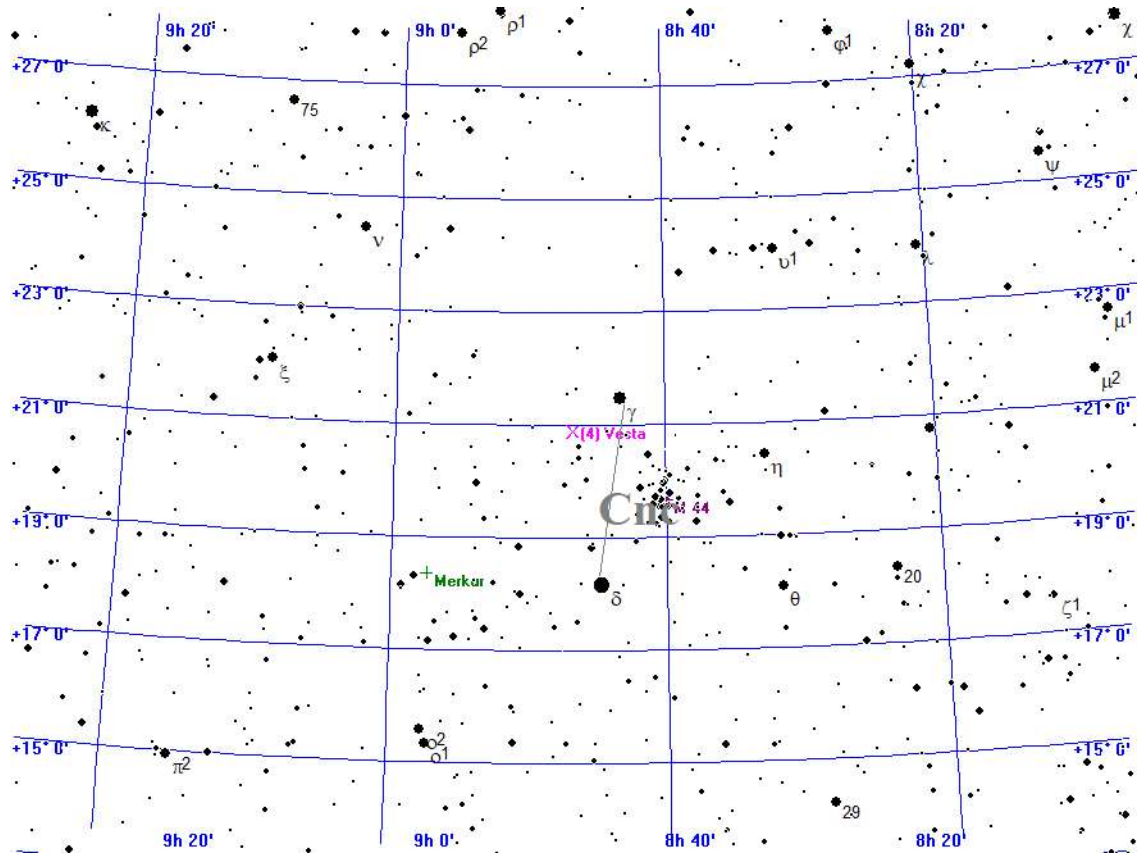 9h 20'
9h 0'
ρ2
ρ1
8h 40'
φ1
8h 20'
χ
+27° 0'
+27° 0'
χ
κ
75
ψ
+25° 0'
+25° 0'
ν
υ1
λ
+23° 0'
+23° 0'
μ1
ξ
μ2
+21° 0'
γ
+21° 0'
(4) Vesta
η
Cnc
M 44
+19° 0'
+19° 0'
Merkur
δ
θ
20
ζ1
+17° 0'
+17° 0'
+15° 0'
ο2
ο1
+15° 0'
π2
29
9h 20'
9h 0'
8h 40'
8h 20'